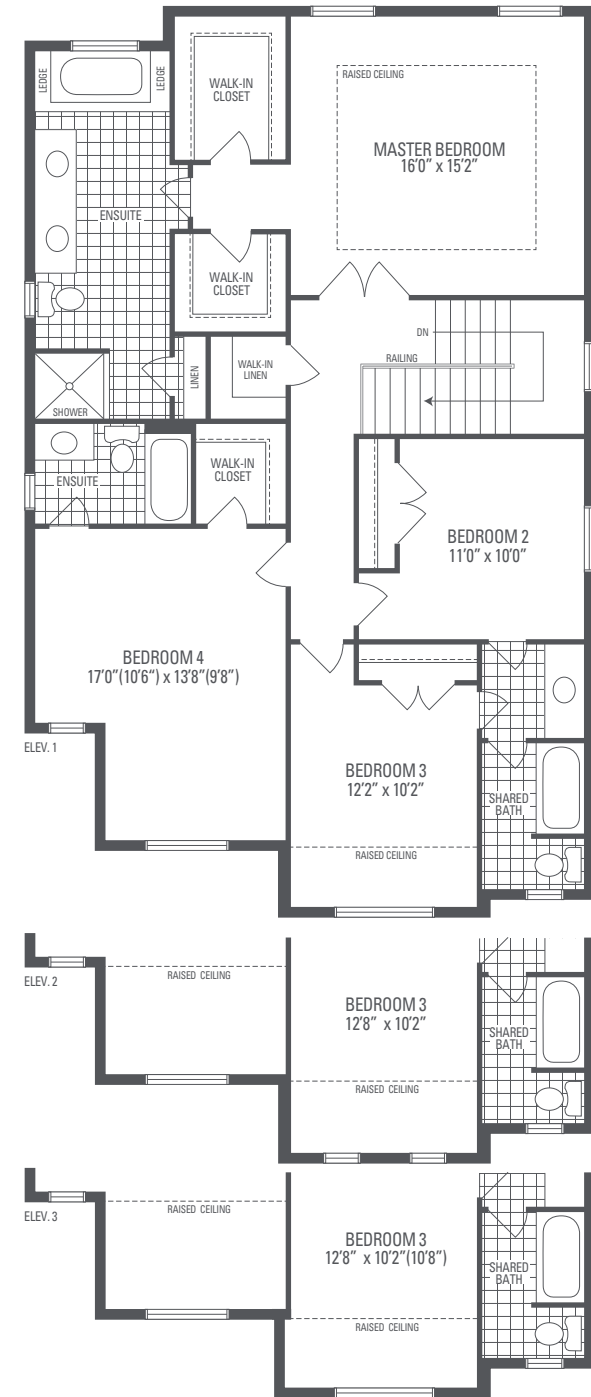 LEDGE
LEDGE
WALK-IN
CLOSET
RAISED CEILING
MASTER BEDROOM
16'0" x 15'2"
ENSUITE
WALK-IN
CLOSET
DN
RAILING
LINEN
WALK-IN
LINEN
SHOWER
ENSUITE
WALK-IN
CLOSET
BEDROOM 2
11'0" x 10'0"
BEDROOM 4
17'0"(10'6") x 13'8"(9'8")
ELEV. 1
BEDROOM 3
12'2" x 10'2"
SHARED
BATH
RAISED CEILING
ELEV. 2
RAISED CEILING
BEDROOM 3
12'8" x 10'2"
SHARED
BATH
RAISED CEILING
ELEV. 3
RAISED CEILING
BEDROOM 3
12'8" x 10'2"(10'8")
SHARED
BATH
RAISED CEILING